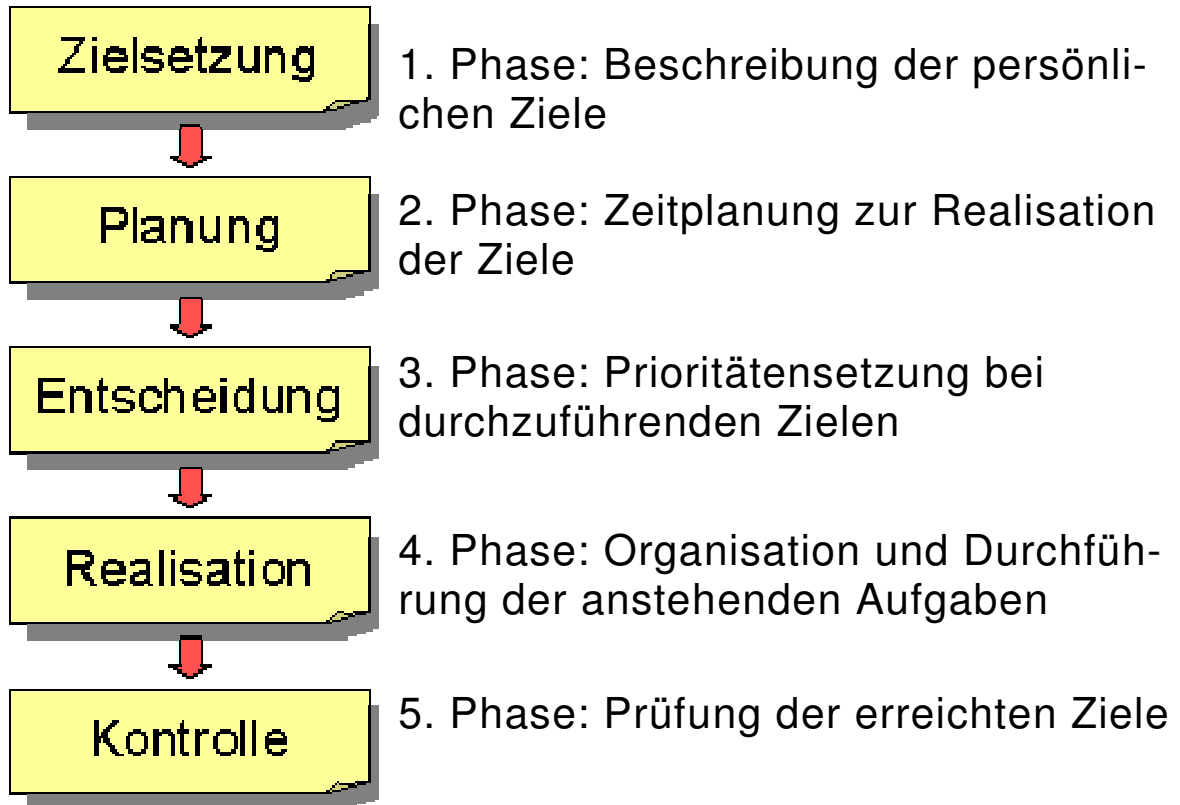 Zielsetzung
1. Phase: Beschreibung der persönli-
chen Ziele
Planung
2. Phase: Zeitplanung zur Realisation
der Ziele
Entscheidung
3. Phase: Prioritätensetzung bei
durchzuführenden Zielen
Realisation
4. Phase: Organisation und Durchfüh-
rung der anstehenden Aufgaben
Kontrolle
5. Phase: Prüfung der erreichten Ziele